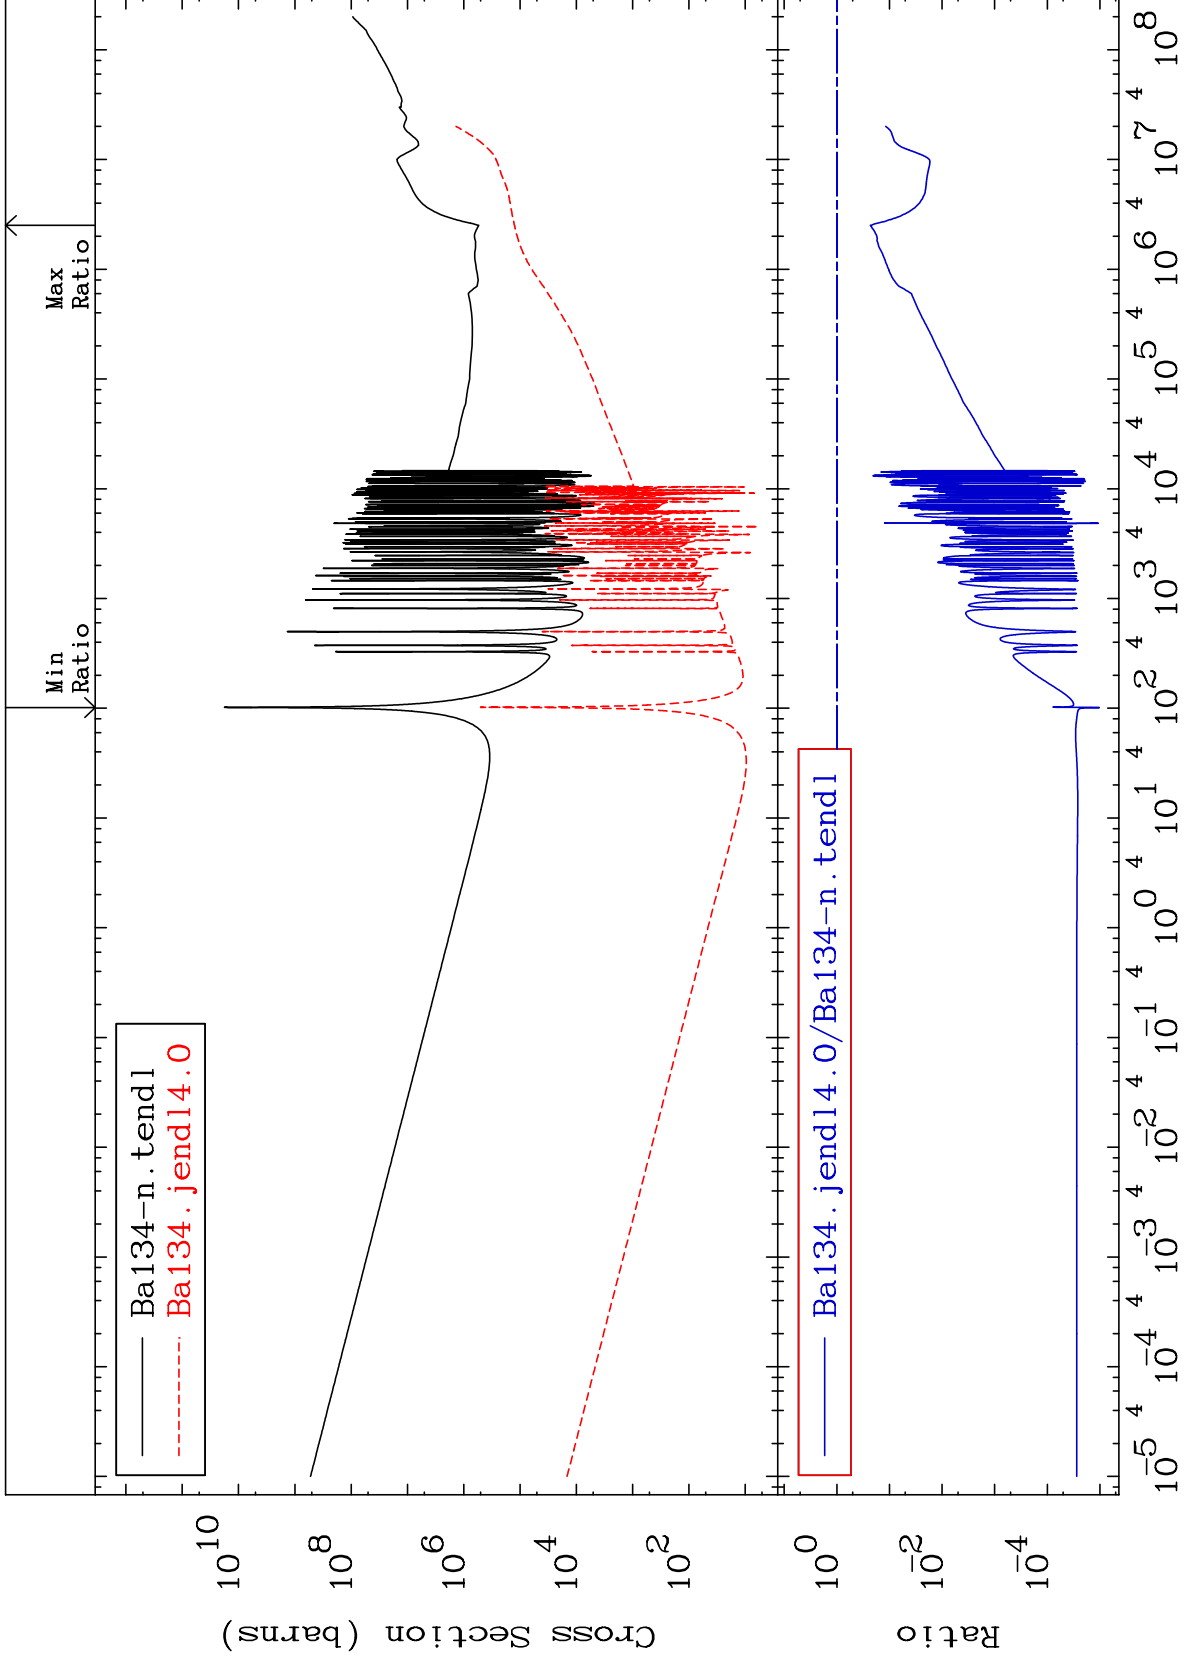 Min
Ratio
Max
Ratio
Ba134-n.tendl
Ba134.jendl4.0
10^10
10^8
10^6
10^4
10^2
Cross Section (barns)
Ba134.jendl4.0/Ba134-n.tendl
10^0
10^-2
10^-4
Ratio
10^-5 4 10^-4 4 10^-3 4 10^-2 4 10^-1 4 10^0 4 10^1 4 10^2 4 10^3 4 10^4 4 10^5 4 10^6 4 10^7 4 10^8